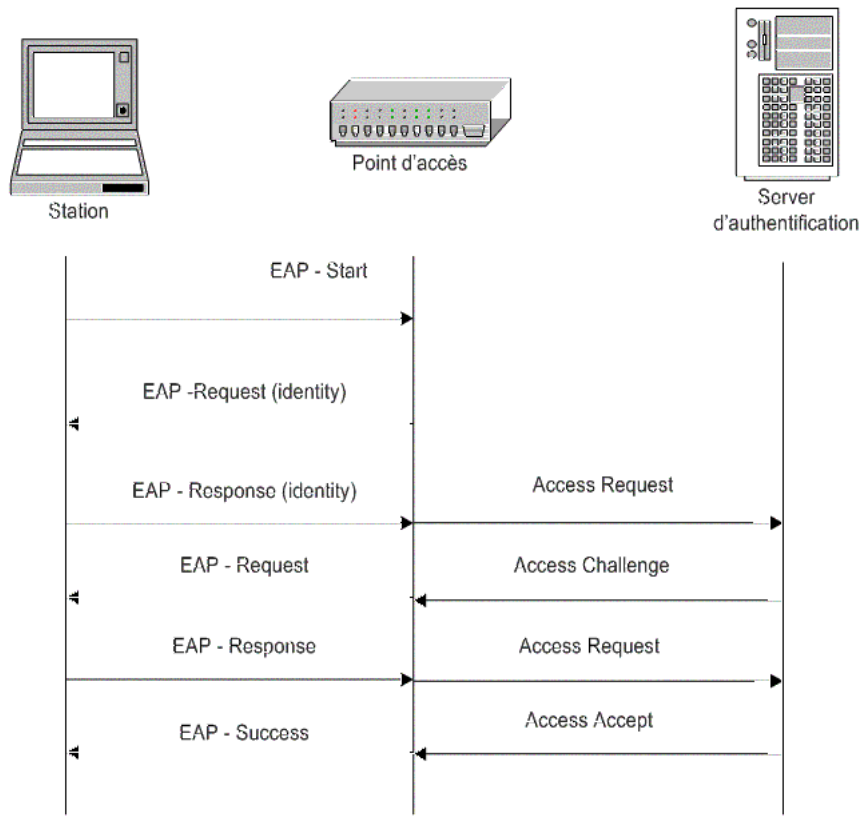 Point d'accès
Station
Server
d'authentification
EAP - Start
EAP -Request (identity)
EAP - Response (identity)
Access Request
EAP - Request
Access Challenge
EAP - Response
Access Request
EAP - Success
Access Accept